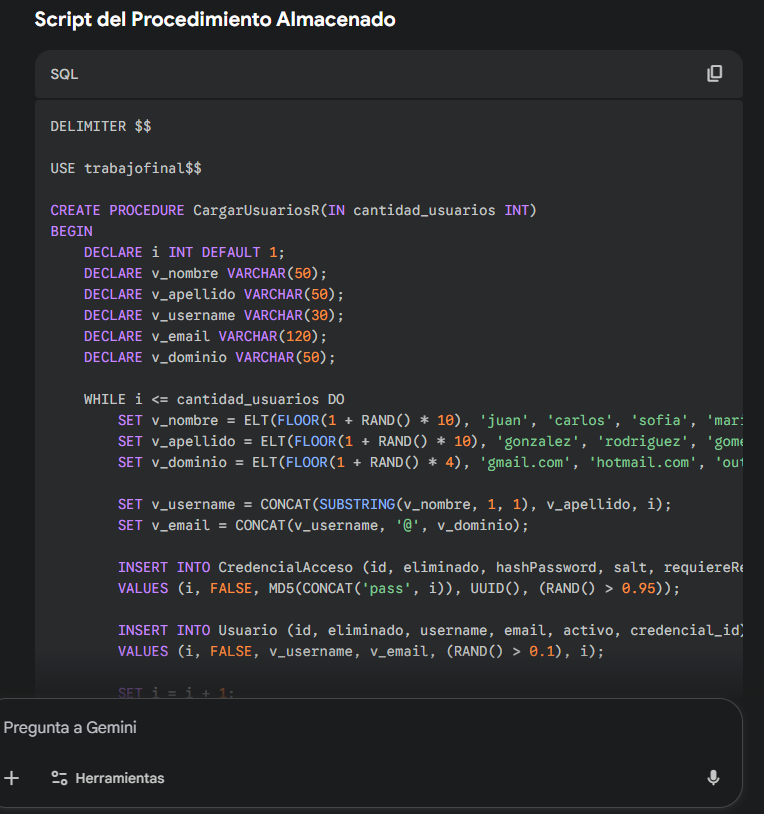 Script del Procedimiento Almacenado
SQL
DELIMITER $$
USE trabajofinal$$
CREATE PROCEDURE CargarUsuariosR(IN cantidad_usuarios INT)
BEGIN
    DECLARE i INT DEFAULT 1;
    DECLARE v_nombre VARCHAR(50);
    DECLARE v_apellido VARCHAR(50);
    DECLARE v_username VARCHAR(30);
    DECLARE v_email VARCHAR(120);
    DECLARE v_dominio VARCHAR(50);
    WHILE i <= cantidad_usuarios DO
        SET v_nombre = ELT(FLOOR(1 + RAND() * 10), 'juan', 'carlos', 'sofia', 'mar
        SET v_apellido = ELT(FLOOR(1 + RAND() * 10), 'gonzalez', 'rodriguez', 'gome
        SET v_dominio = ELT(FLOOR(1 + RAND() * 4), 'gmail.com', 'hotmail.com', 'out
        SET v_username = CONCAT(SUBSTRING(v_nombre, 1, 1), v_apellido, i);
        SET v_email = CONCAT(v_username, '@', v_dominio);
        INSERT INTO CredencialAcceso (id, eliminado, hashPassword, salt, requiereRe
        VALUES (i, FALSE, MD5(CONCAT('pass', i)), UUID(), (RAND() > 0.95));
        INSERT INTO Usuario (id, eliminado, username, email, activo, credencial_id)
        VALUES (i, FALSE, v_username, v_email, (RAND() > 0.1), i);
        SET i = i + 1;
Pregunta a Gemini
Herramientas